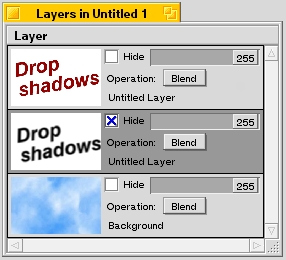 Layers in Untitled 1
Layer
Drop shadows
Hide 255
Operation: Blend
Untitled Layer
Drop shadows
Hide 255
Operation: Blend
Untitled Layer
Hide 255
Operation: Blend
Background